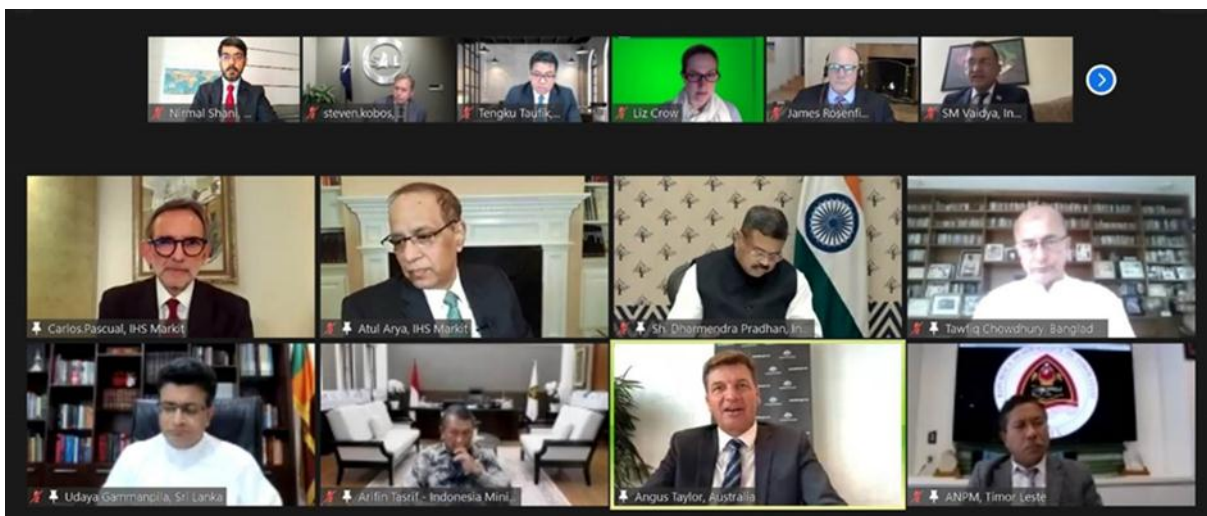 Nirmal Shani, ...
steven.kobos, ...
Tengku Taufik,...
Liz Crow
James Rosenfi...
SM Vaidya, In...
Carlos.Pascual, IHS Markit
Atul Arya, IHS Markit
Sh. Dharmendra Pradhan, In...
Tawfiq Chowdhury. Banglad
Udaya Gammanpila, Sri Lanka
Arifin Tasrif - Indonesia Mini...
Angus Taylor, Australia
ANPM, Timor Leste